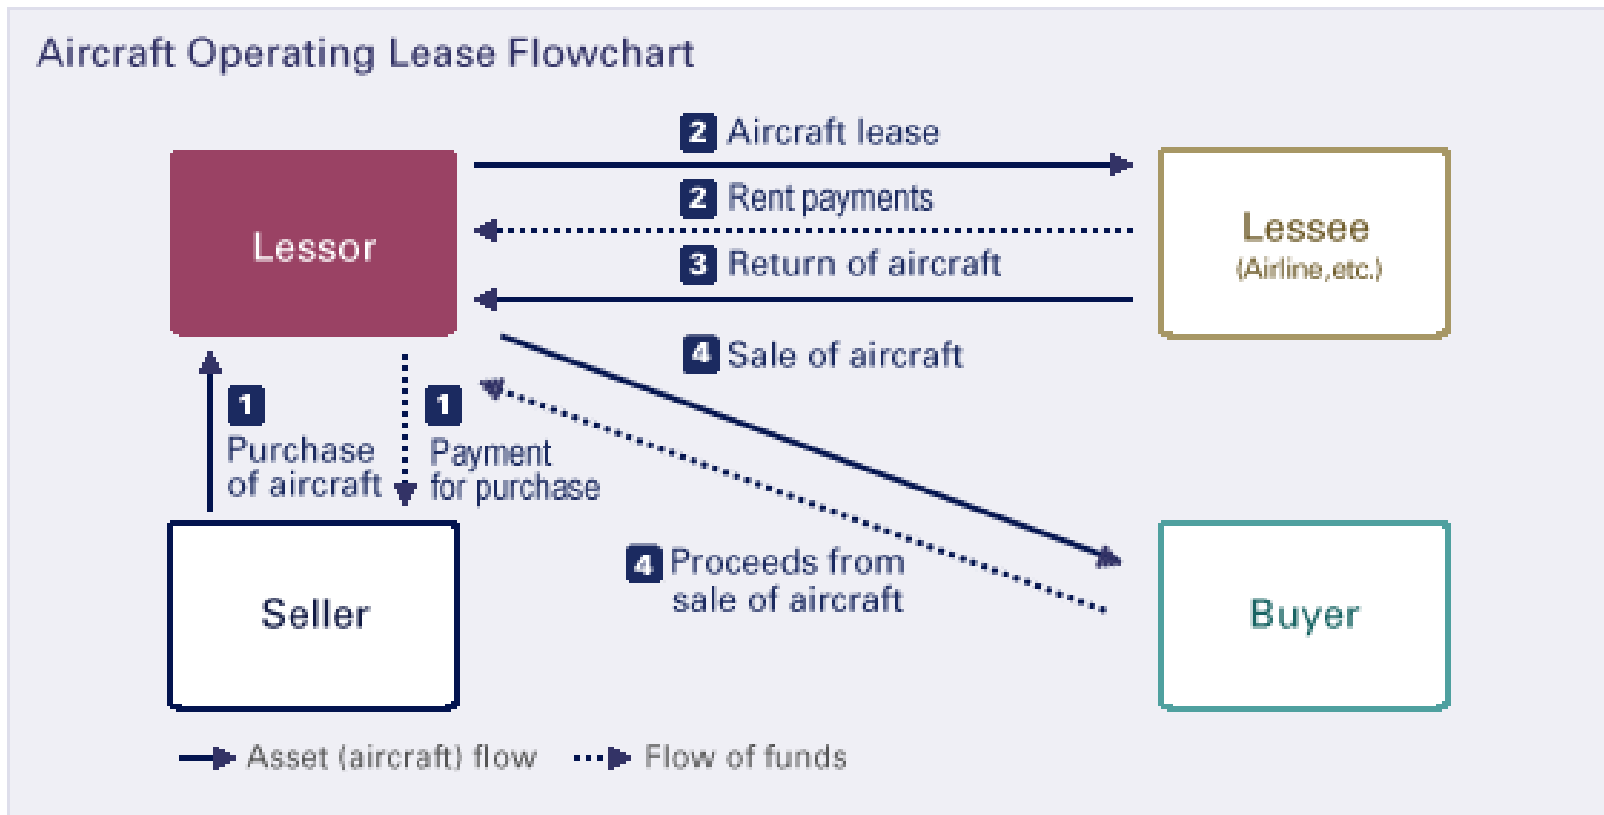 Aircraft Operating Lease Flowchart
2 Aircraft lease
2 Rent payments
3 Return of aircraft
Lessor
Lessee
(Airline,etc.)
4 Sale of aircraft
1
Purchase
of aircraft
1
Payment
for purchase
4 Proceeds from
sale of aircraft
Seller
Buyer
Asset (aircraft) flow
Flow of funds